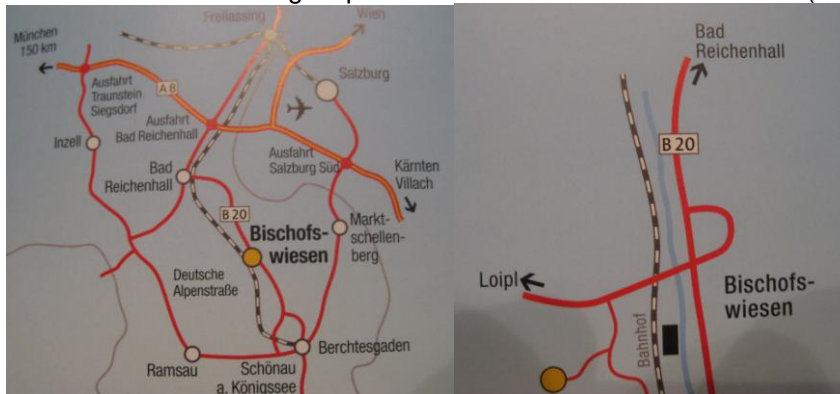 Freilassing
Wien
München
150 km
Salzburg
A 8
Ausfahrt
Traunstein
Siegsdorf
Ausfahrt
Bad Reichenhall
Inzell
Ausfahrt
Salzburg Süd
Kärnten
Villach
Bad
Reichenhall
B 20
Markt-
schellen-
berg
Bischofs-
wiesen
Deutsche
Alpenstraße
Ramsau
Schönau
a. Königssee
Berchtesgaden
Bad
Reichenhall
B 20
Loipl
Bischofs-
wiesen
Bahnhof